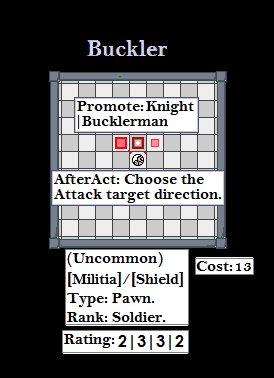 Buckler
Promote: Knight
|Bucklerman
AfterAct: Choose the
Attack target direction.
(Uncommon)
[Militia]/[Shield]
Type: Pawn.
Rank: Soldier.
Cost: 13
Rating: 2|3|3|2